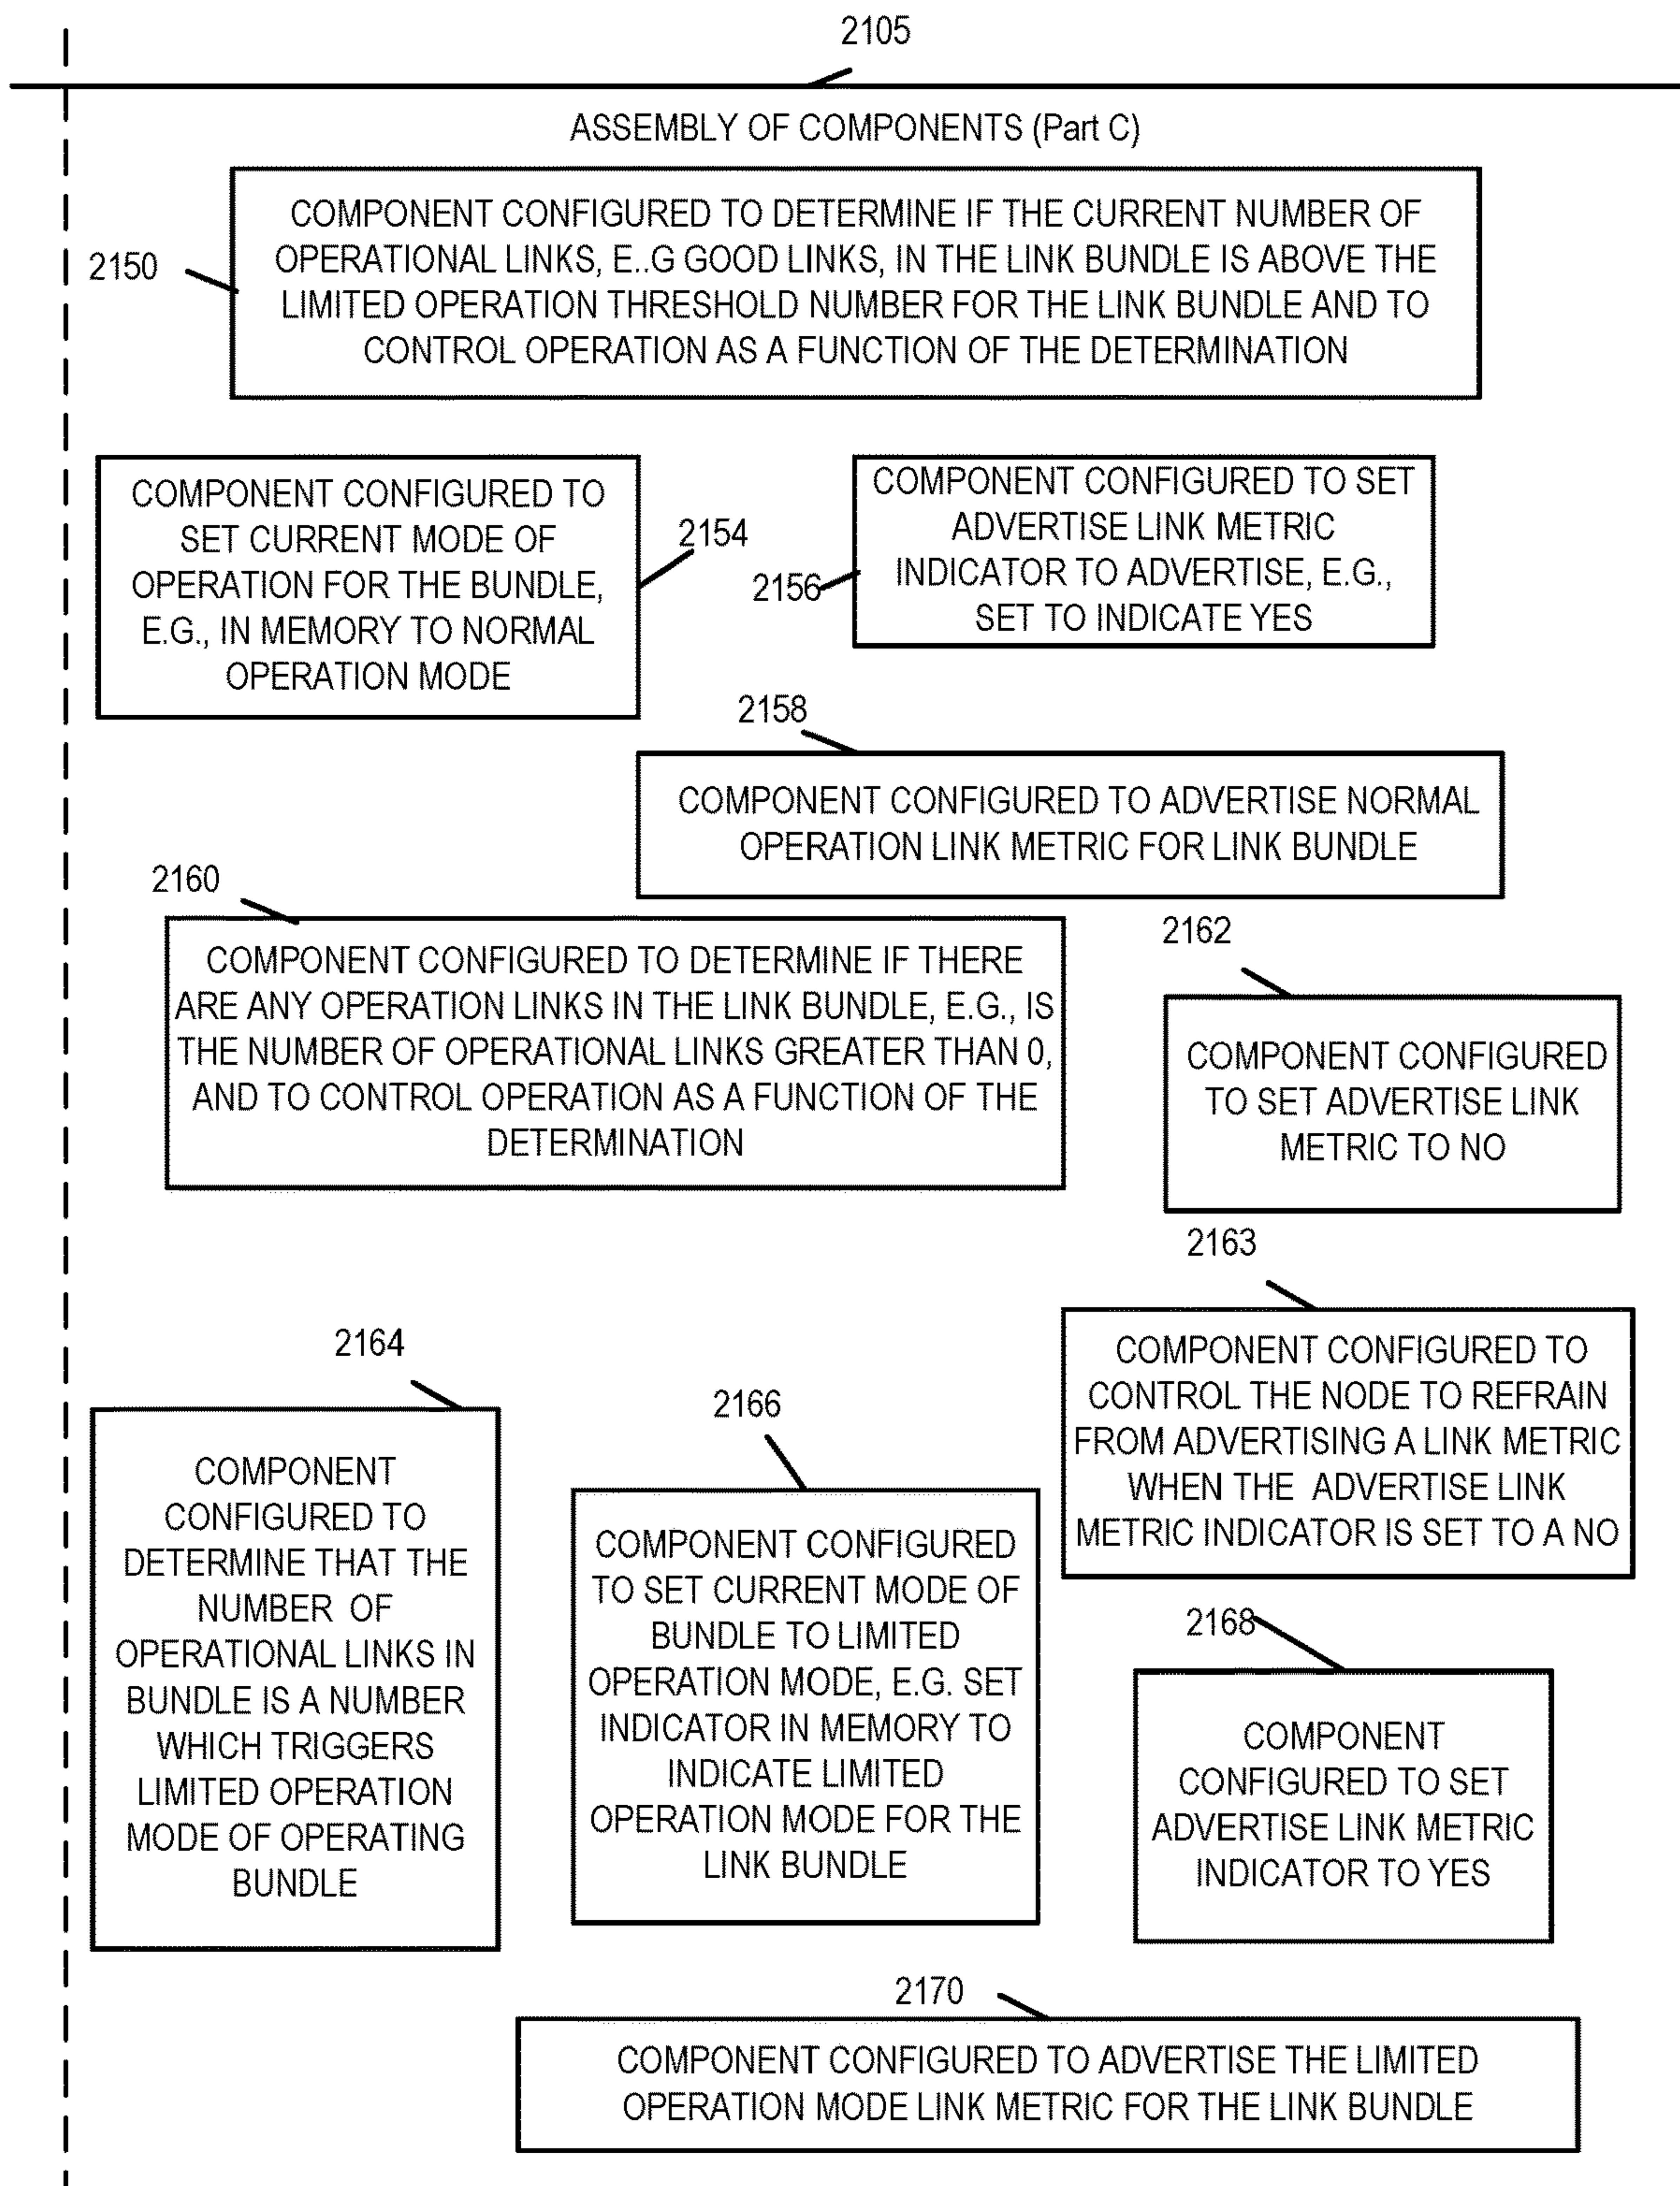 2105
ASSEMBLY OF COMPONENTS (Part C)
2150
COMPONENT CONFIGURED TO DETERMINE IF THE CURRENT NUMBER OF
OPERATIONAL LINKS, E..G GOOD LINKS, IN THE LINK BUNDLE IS ABOVE THE
LIMITED OPERATION THRESHOLD NUMBER FOR THE LINK BUNDLE AND TO
CONTROL OPERATION AS A FUNCTION OF THE DETERMINATION
COMPONENT CONFIGURED TO
SET CURRENT MODE OF
OPERATION FOR THE BUNDLE,
E.G., IN MEMORY TO NORMAL
OPERATION MODE
2154
2156
COMPONENT CONFIGURED TO SET
ADVERTISE LINK METRIC
INDICATOR TO ADVERTISE, E.G.,
SET TO INDICATE YES
2158
COMPONENT CONFIGURED TO ADVERTISE NORMAL
OPERATION LINK METRIC FOR LINK BUNDLE
2160
COMPONENT CONFIGURED TO DETERMINE IF THERE
ARE ANY OPERATION LINKS IN THE LINK BUNDLE, E.G., IS
THE NUMBER OF OPERATIONAL LINKS GREATER THAN 0,
AND TO CONTROL OPERATION AS A FUNCTION OF THE
DETERMINATION
2162
COMPONENT CONFIGURED
TO SET ADVERTISE LINK
METRIC TO NO
2163
COMPONENT CONFIGURED TO
CONTROL THE NODE TO REFRAIN
FROM ADVERTISING A LINK METRIC
WHEN THE ADVERTISE LINK
METRIC INDICATOR IS SET TO A NO
2164
COMPONENT
CONFIGURED TO
DETERMINE THAT THE
NUMBER OF
OPERATIONAL LINKS IN
BUNDLE IS A NUMBER
WHICH TRIGGERS
LIMITED OPERATION
MODE OF OPERATING
BUNDLE
2166
COMPONENT CONFIGURED
TO SET CURRENT MODE OF
BUNDLE TO LIMITED
OPERATION MODE, E.G. SET
INDICATOR IN MEMORY TO
INDICATE LIMITED
OPERATION MODE FOR THE
LINK BUNDLE
2168
COMPONENT
CONFIGURED TO SET
ADVERTISE LINK METRIC
INDICATOR TO YES
2170
COMPONENT CONFIGURED TO ADVERTISE THE LIMITED
OPERATION MODE LINK METRIC FOR THE LINK BUNDLE